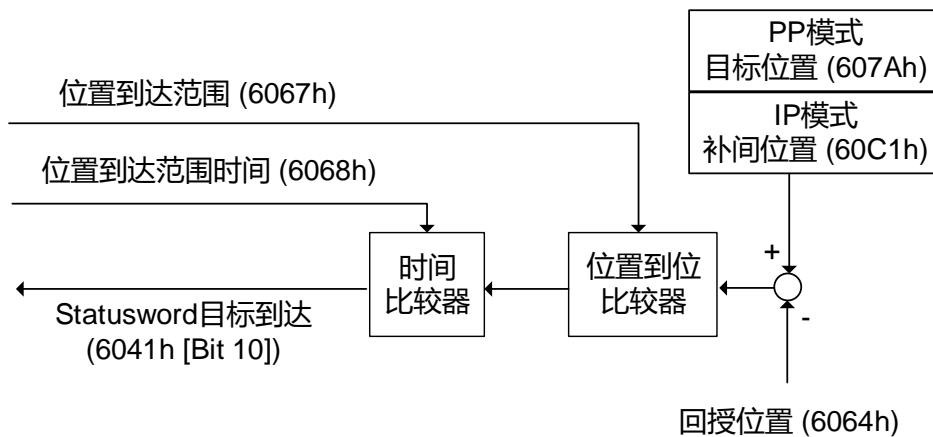 PP模式
目标位置 (607Ah)
IP模式
补间位置 (60C1h)
位置到达范围 (6067h)
位置到达范围时间 (6068h)
时间
比较器
位置到位
比较器
+
-
Statusword目标到达
(6041h [Bit 10])
回授位置 (6064h)